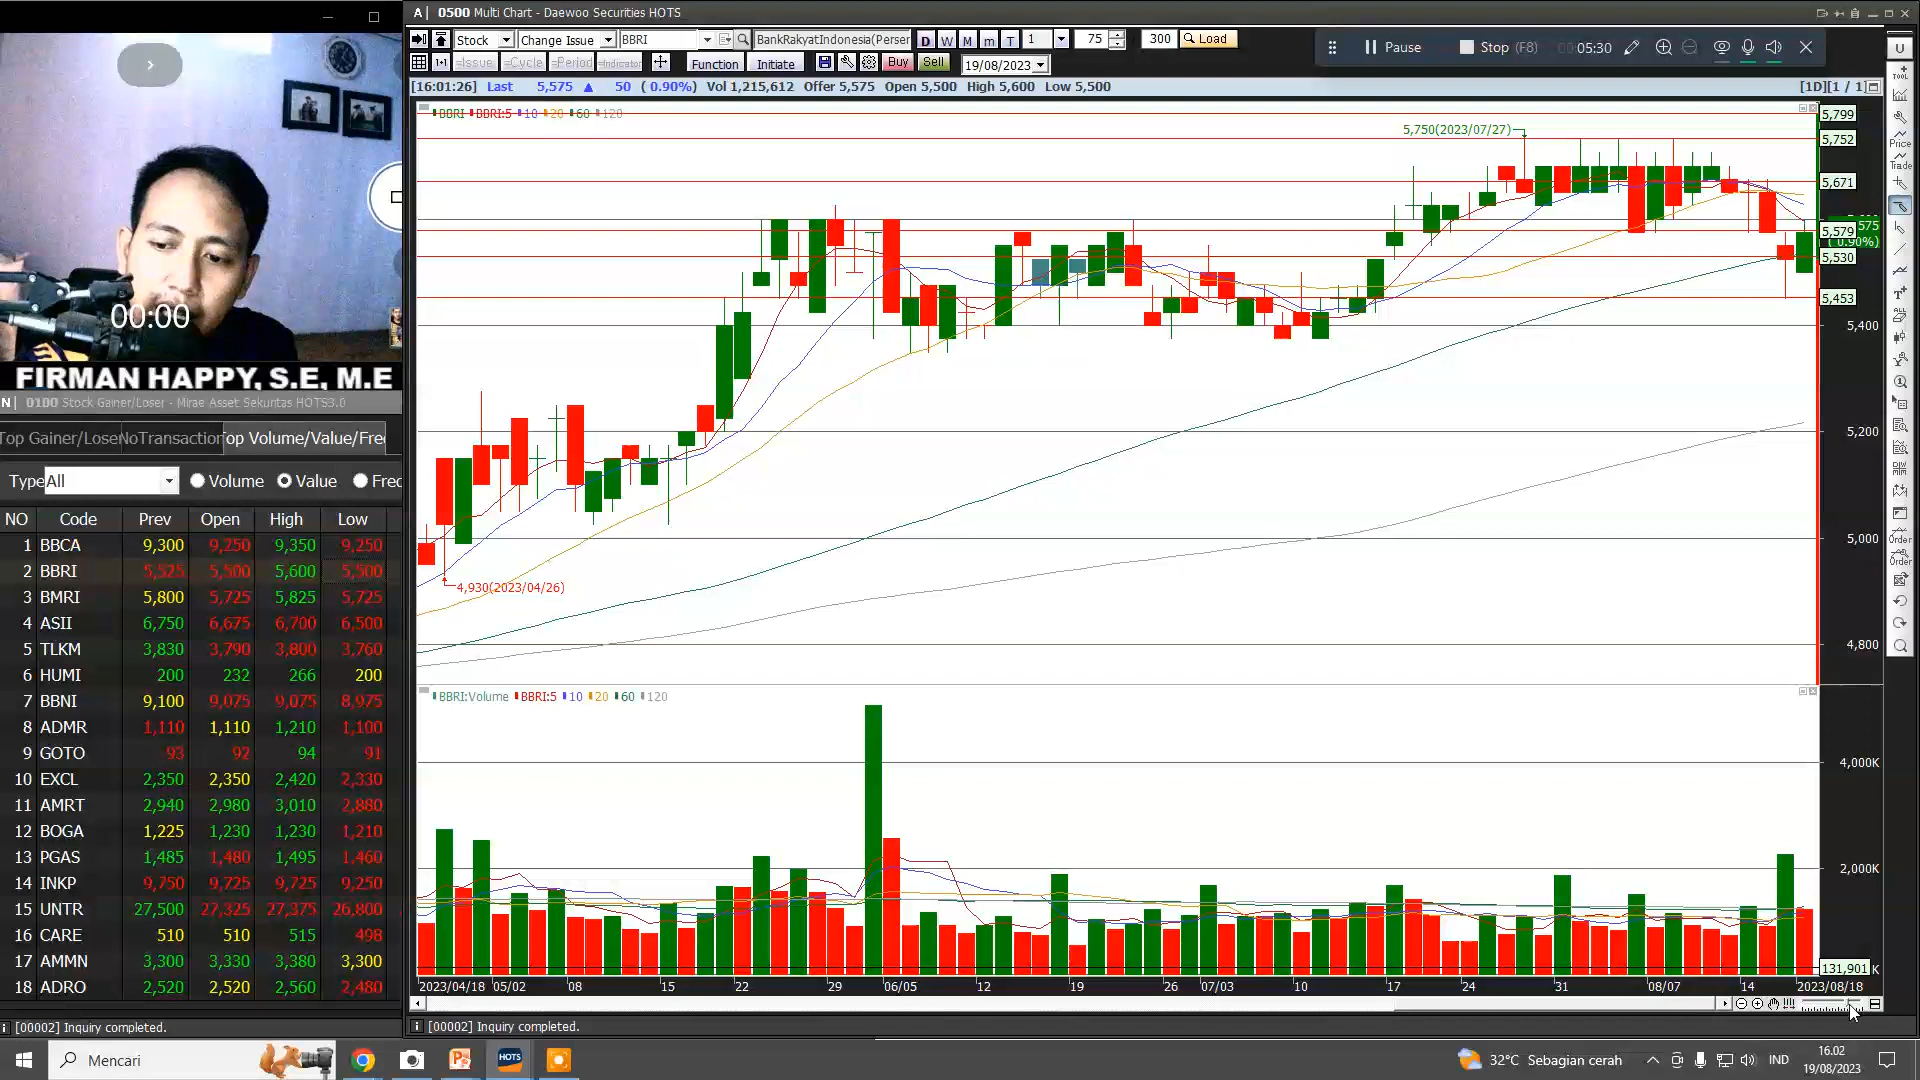 A 0500 Multi Chart - Daewoo Securities HOTS
Stock Change Issue BBRI BankRakyatIndonesia(Perser D W M m T 1 75 300 Load
Issue Cycle Period Indicator Function Initiate Buy Sell 19/08/2023
Pause Stop (F8) 00:05:30
[16:01:26] Last 5,575 ▲ 50 ( 0.90%) Vol 1,215,612 Offer 5,575 Open 5,500 High 5,600 Low 5,500 [1D][1 / 1]
BBRI BBRI:5 10 20 60 120
5,750(2023/07/27)
4,930(2023/04/26)
5,799
5,752
5,671
575
5,579
( 0.90%)
5,530
5,453
5,400
5,200
5,000
4,800
BBRI:Volume BBRI:5 10 20 60 120
4,000K
2,000K
131,901 K
2023/04/18 05/02 08 15 22 29 06/05 12 19 26 07/03 10 17 24 31 08/07 14 2023/08/18
[00002] Inquiry completed.
U
TOOL
Price
Trade
Order
Order
00:00
FIRMAN HAPPY, S.E, M.E
N 0100 Stock Gainer/Loser - Mirae Asset Sekuritas HOTS3.0
Top Gainer/Lose NoTransaction op Volume/Value/Fre
Type All Volume Value Frec
NO Code Prev Open High Low
1 BBCA 9,300 9,250 9,350 9,250
2 BBRI 5,525 5,500 5,600 5,500
3 BMRI 5,800 5,725 5,825 5,725
4 ASII 6,750 6,675 6,700 6,500
5 TLKM 3,830 3,790 3,800 3,760
6 HUMI 200 232 266 200
7 BBNI 9,100 9,075 9,075 8,975
8 ADMR 1,110 1,110 1,210 1,100
9 GOTO 93 92 94 91
10 EXCL 2,350 2,350 2,420 2,330
11 AMRT 2,940 2,980 3,010 2,880
12 BOGA 1,225 1,230 1,230 1,210
13 PGAS 1,485 1,480 1,495 1,460
14 INKP 9,750 9,725 9,725 9,250
15 UNTR 27,500 27,325 27,375 26,800
16 CARE 510 510 515 498
17 AMMN 3,300 3,330 3,380 3,300
18 ADRO 2,520 2,520 2,560 2,480
[00002] Inquiry completed.
Mencari HOTS 32°C Sebagian cerah IND 16.02
19/08/2023